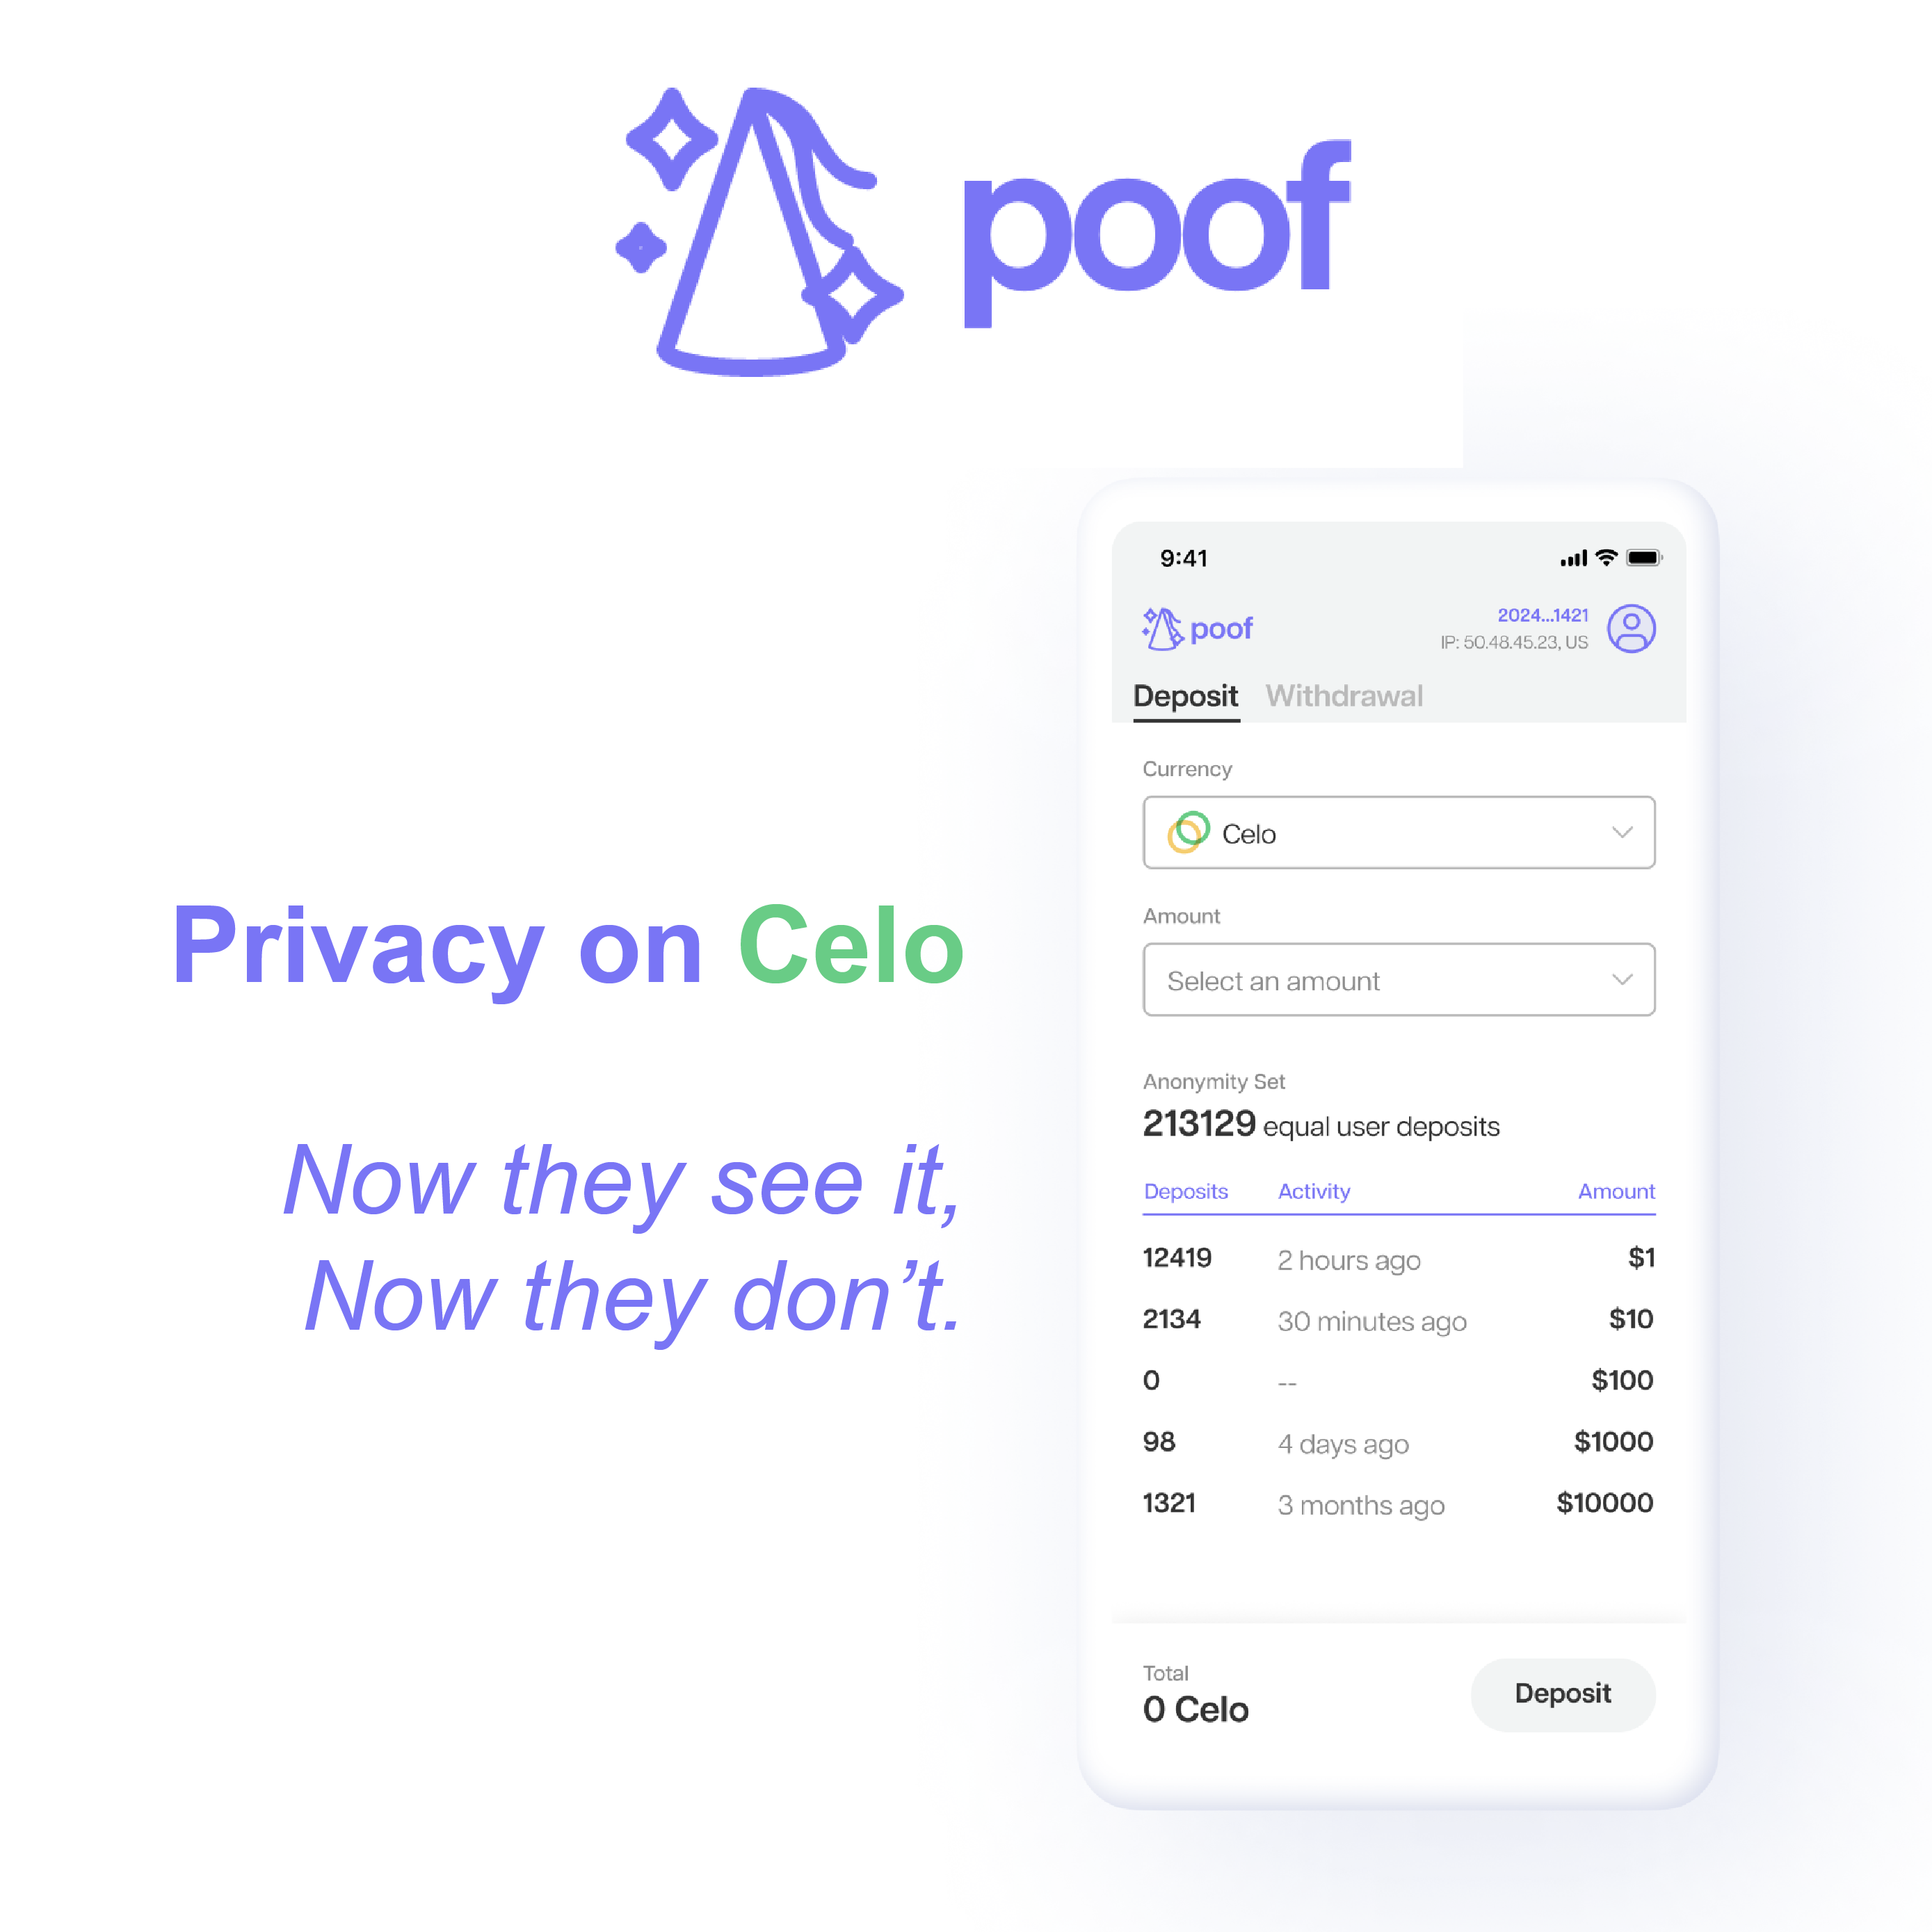 poof
Privacy on Celo
Now they see it,
Now they don’t.
9:41
poof
2024...1421
IP: 50.48.45.23, US
Deposit Withdrawal
Currency
Celo
Amount
Select an amount
Anonymity Set
213129 equal user deposits
Deposits Activity Amount
12419 2 hours ago $1
2134 30 minutes ago $10
0 -- $100
98 4 days ago $1000
1321 3 months ago $10000
Total
0 Celo
Deposit